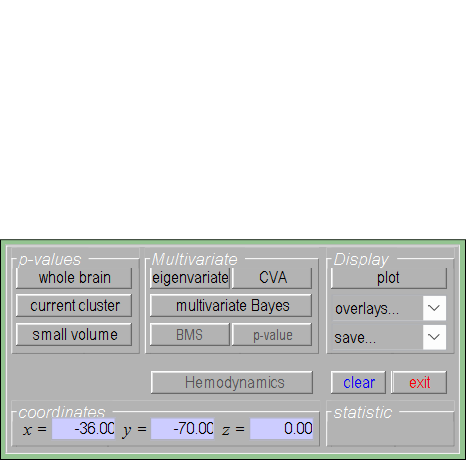 p-values Multivariate Display
whole brain eigenvariate CVA plot
current cluster multivariate Bayes overlays...
small volume BMS p-value save...
Hemodynamics clear exit
coordinates statistic
x = -36.00 y = -70.00 z = 0.00